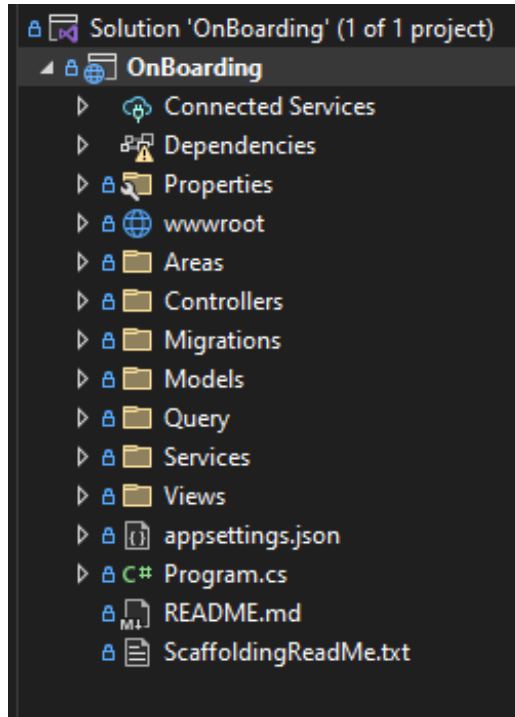 Solution 'OnBoarding' (1 of 1 project)
OnBoarding
Connected Services
Dependencies
Properties
wwwroot
Areas
Controllers
Migrations
Models
Query
Services
Views
appsettings.json
C# Program.cs
M↓ README.md
ScaffoldingReadMe.txt